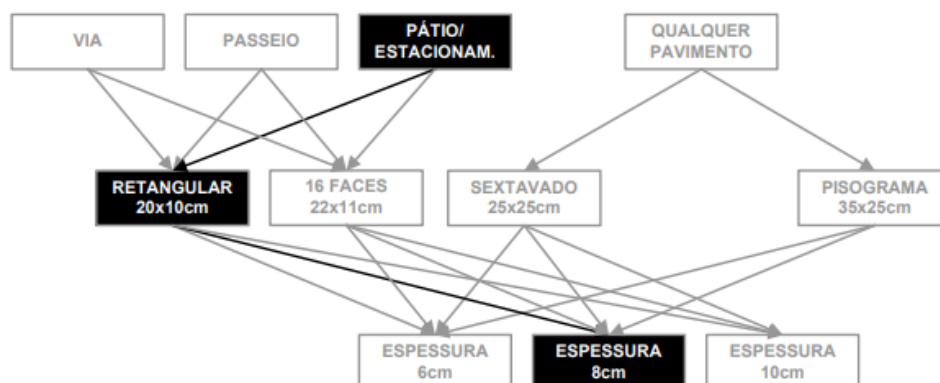 VIA
PASSEIO
PÁTIO/
ESTACIONAM.
QUALQUER
PAVIMENTO
RETANGULAR
20x10cm
16 FACES
22x11cm
SEXTAVADO
25x25cm
PISOGRAMA
35x25cm
ESPESSURA
6cm
ESPESSURA
8cm
ESPESSURA
10cm